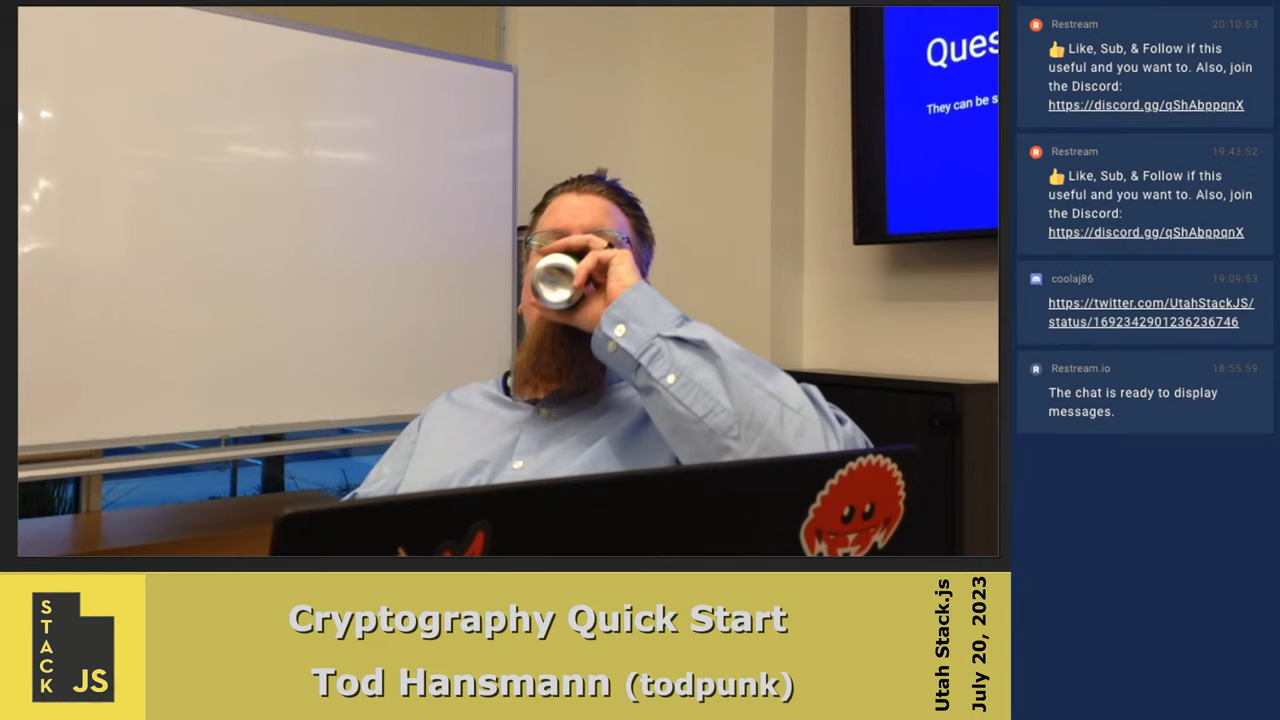 Ques
They can be s
Restream 20:10:53
👍 Like, Sub, & Follow if this
useful and you want to. Also, join
the Discord:
https://discord.gg/qShAbppqnX
Restream 19:43:52
👍 Like, Sub, & Follow if this
useful and you want to. Also, join
the Discord:
https://discord.gg/qShAbppqnX
coolaj86 19:09:53
https://twitter.com/UtahStackJS/
status/1692342901236236746
Restream.io 18:55:59
The chat is ready to display
messages.
STACK
JS
Cryptography Quick Start
Tod Hansmann (todpunk)
Utah Stack.js
July 20, 2023